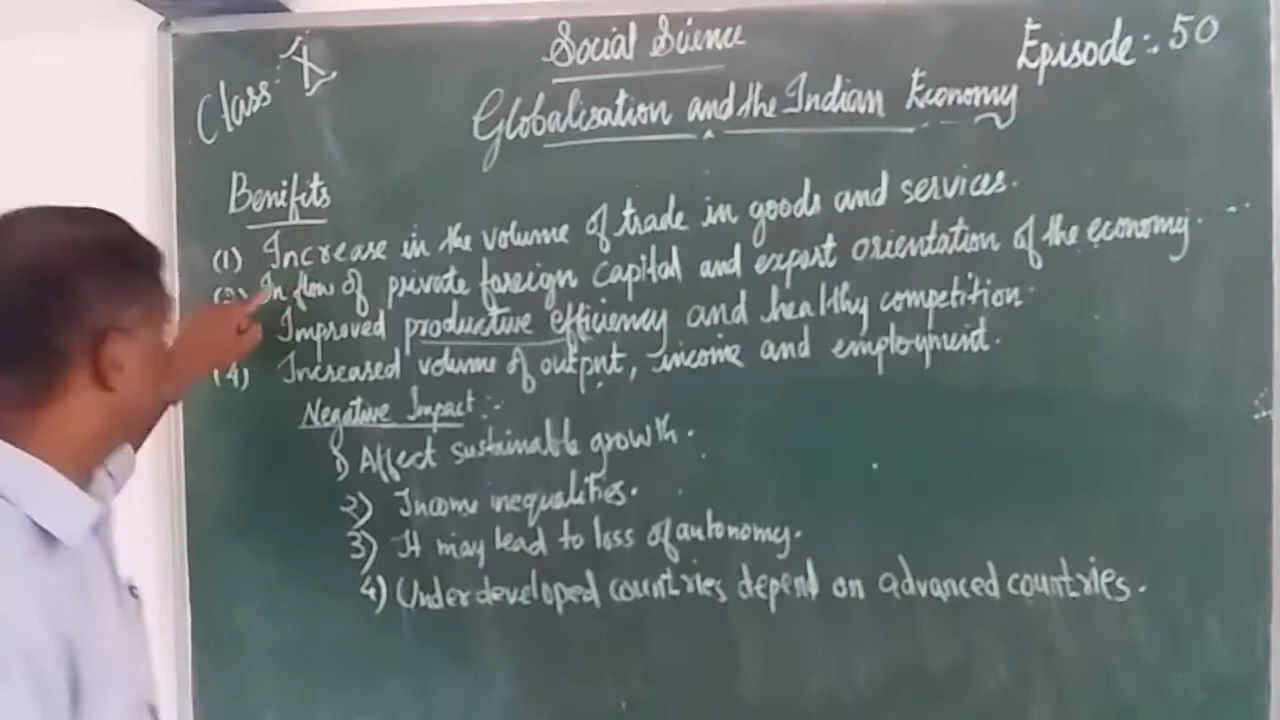 Social Science
Episode:- 50
Class: X
Globalisation and the Indian Economy
Benifits
(1) Increase in the volume of trade in goods and services.
(2) In flow of private foreign capital and export orientation of the economy.
Improved productive efficiency and healthy competition
(4) Increased volume of output, income and employment.
Negative Impact:-
1) Affect sustainable growth.
2) Income inequalities.
3) It may lead to loss of autonomy.
4) Underdeveloped countries depend on advanced countries.